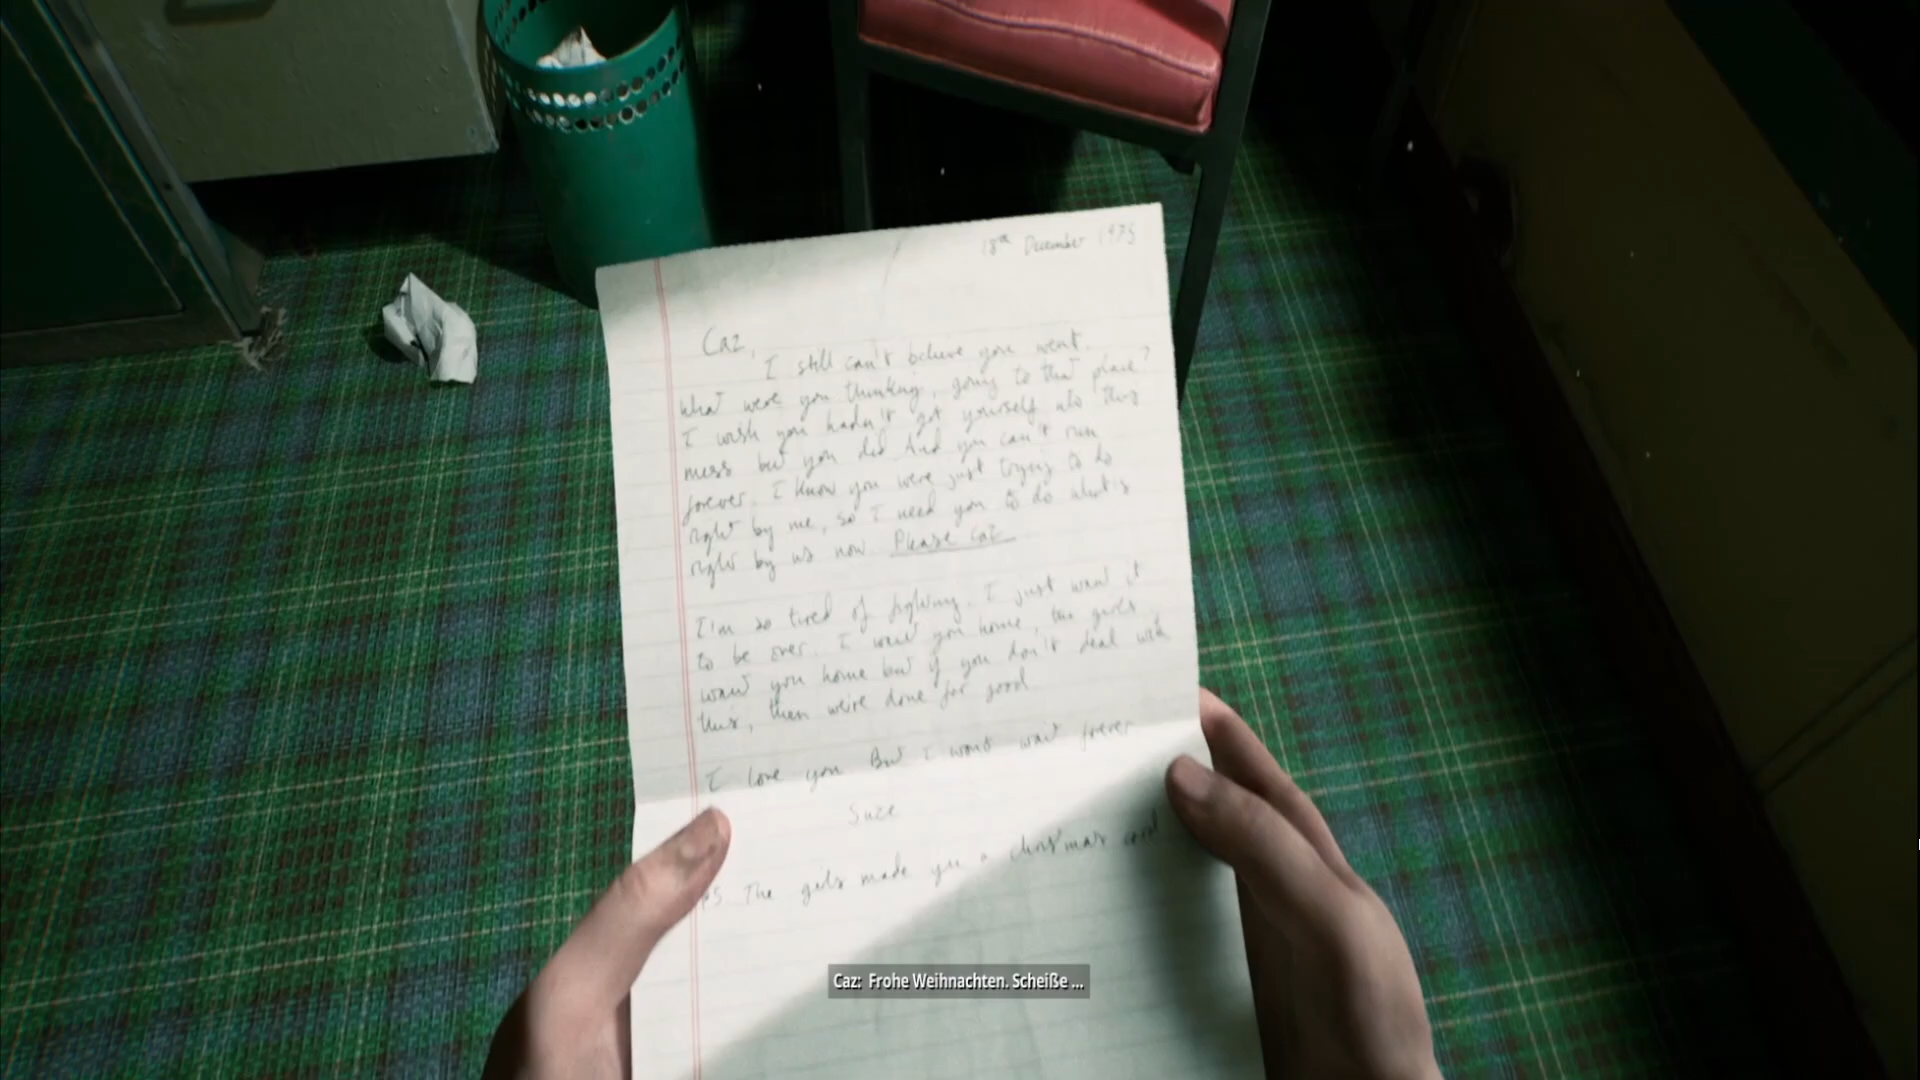 18th December 1975
Caz,
I still can't believe you went.
What were you thinking, going to that place?
I wish you hadn't got yourself into this
mess but you did. And you can't run
forever. I know you were just trying to do
right by me, so I need you to do what is
right by us now. Please Caz
I'm so tired of fighting. I just want it
to be over. I want you home, the girls
want you home but if you don't deal with
this, then we're done for good
I love you. But I won't wait forever
Suze
PS. The girls made you a christmas card
Caz: Frohe Weihnachten. Scheiße ...